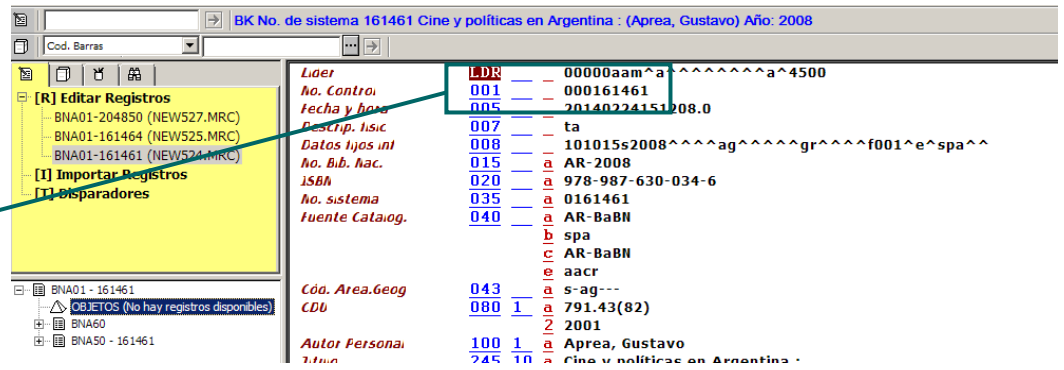 BK No. de sistema 161461 Cine y políticas en Argentina : (Aprea, Gustavo) Año: 2008
Cod. Barras
[R] Editar Registros
BNA01-204850 (NEW527.MRC)
BNA01-161464 (NEW525.MRC)
BNA01-161461 (NEW524.MRC)
[I] Importar Registros
[T] Disparadores
BNA01 - 161461
OBJETOS (No hay registros disponibles)
BNA60
BNA50 - 161461
Lider LDR _ _ _ 00000aam^a^^^^^^^^a^4500
No. Control 001 _ _ _ 000161461
Fecha y hora 005 _ _ _ 20140224151208.0
Descrip. fisic 007 _ _ _ ta
Datos fijos inf 008 _ _ _ 101015s2008^^^^ag^^^^^gr^^^^f001^e^spa^^
No. Bib. Nac. 015 _ _ a AR-2008
ISBN 020 _ _ a 978-987-630-034-6
No. sistema 035 _ _ a 0161461
Fuente Catalog. 040 _ _ a AR-BaBN
b spa
c AR-BaBN
e aacr
Cód. Area.Geog 043 _ _ a s-ag---
CDU 080 1 _ a 791.43(82)
2 2001
Autor Personal 100 1 _ a Aprea, Gustavo
Título 245 10 a Cine y políticas en Argentina :